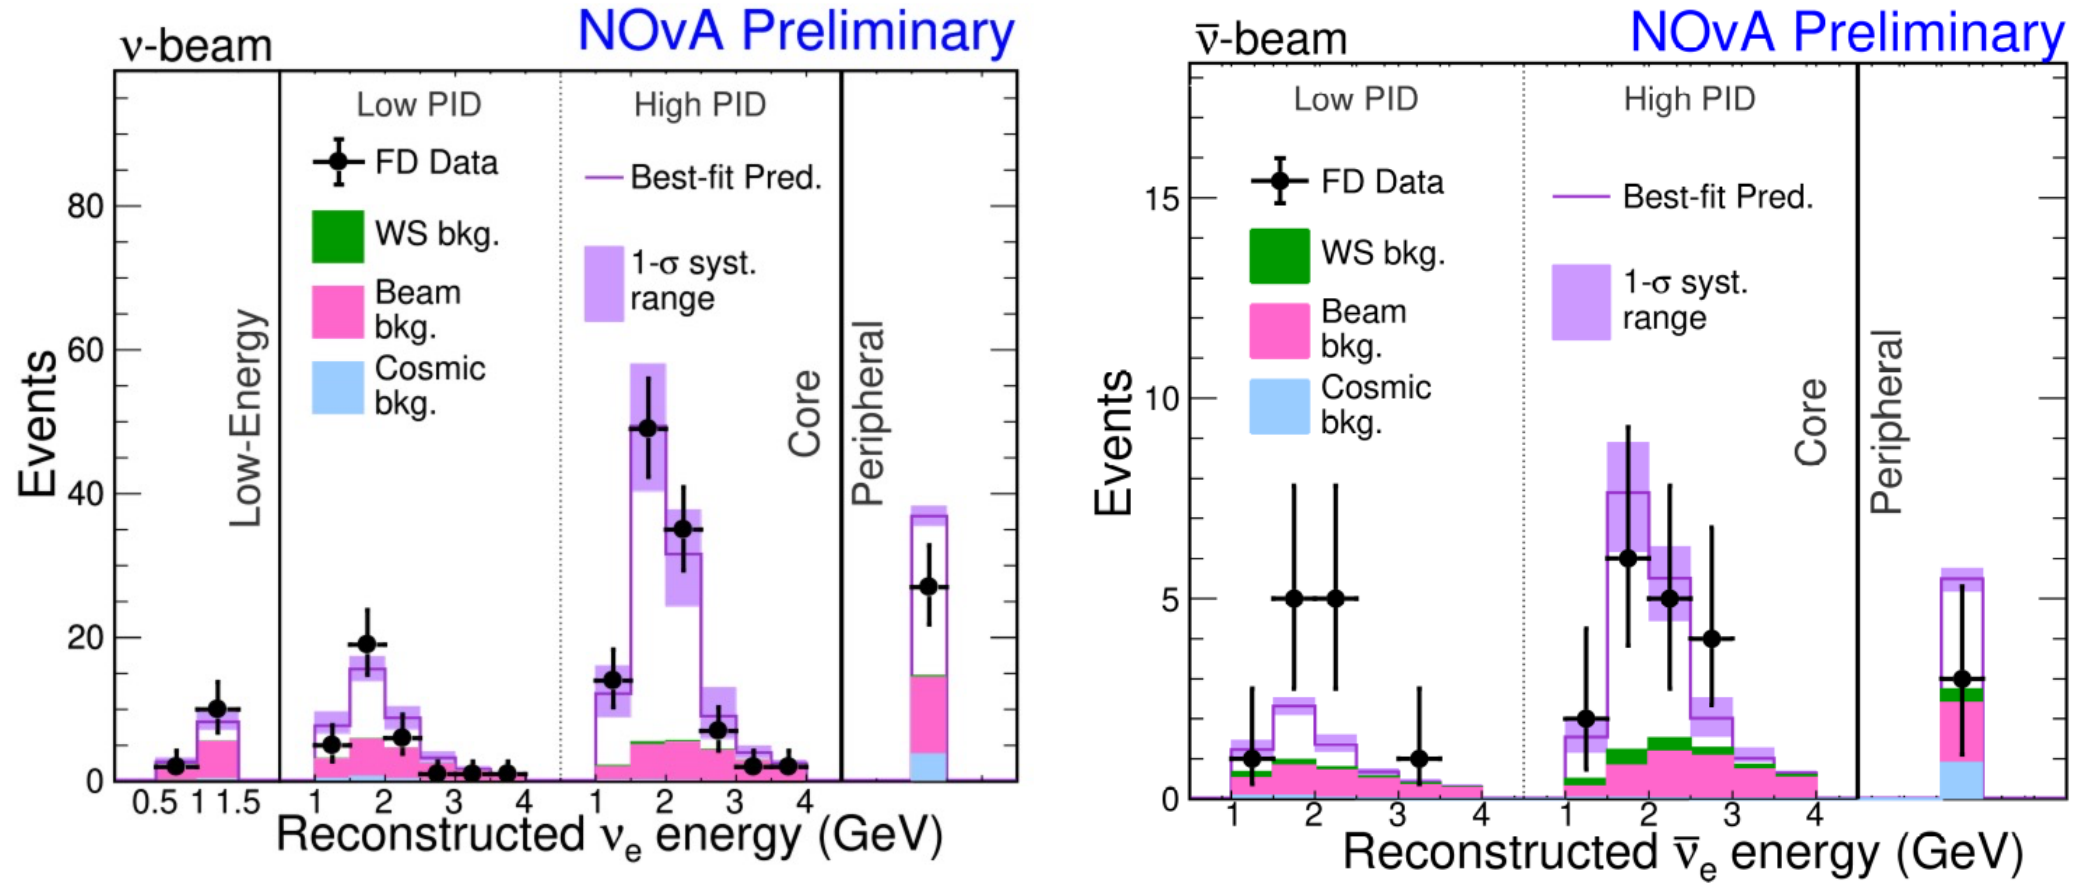 ν-beam
NOνA Preliminary
Low PID
High PID
FD Data
Best-fit Pred.
WS bkg.
1-σ syst.
range
Beam
bkg.
Cosmic
bkg.
Low-Energy
Core
Peripheral
Events
80
60
40
20
0
0.5 1 1.5
1 2 3 4
1 2 3 4
Reconstructed νe energy (GeV)
ν̅-beam
NOνA Preliminary
Low PID
High PID
FD Data
Best-fit Pred.
WS bkg.
1-σ syst.
range
Beam
bkg.
Cosmic
bkg.
Core
Peripheral
Events
15
10
5
0
1 2 3 4
1 2 3 4
Reconstructed ν̅e energy (GeV)